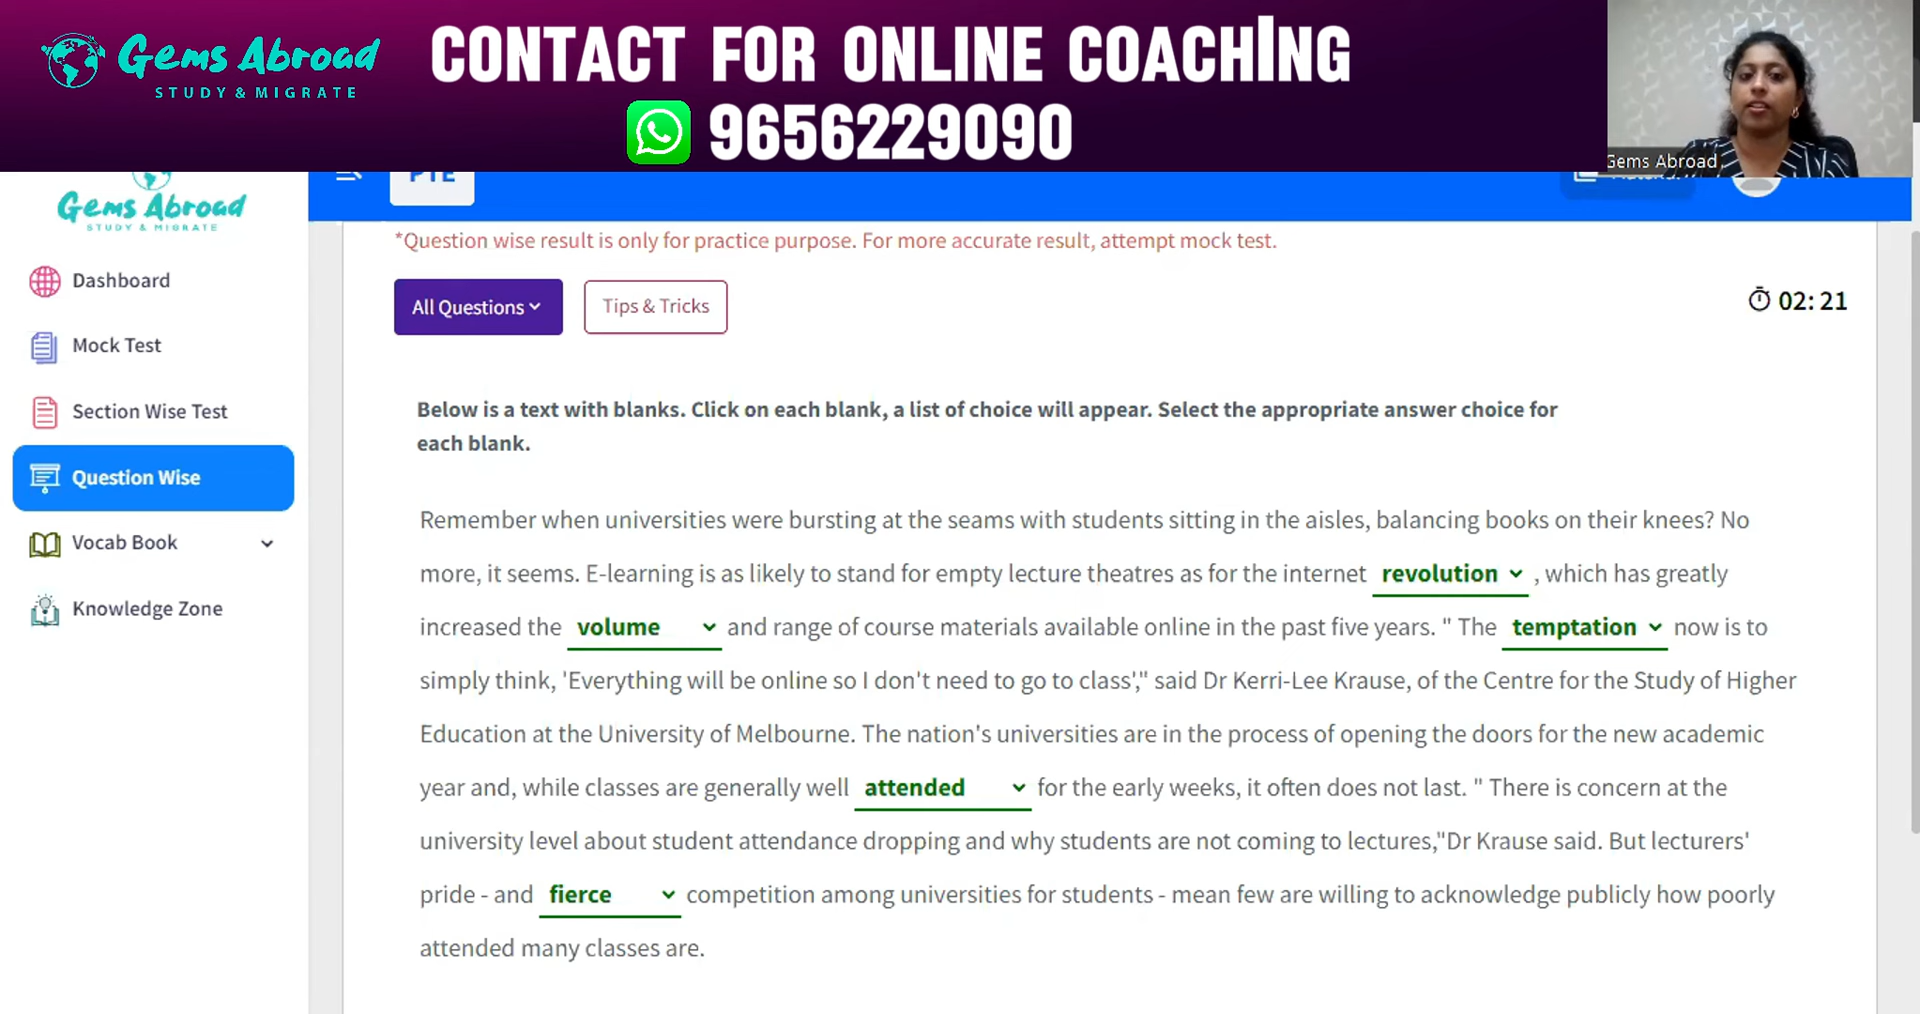 Gems Abroad
STUDY & MIGRATE
CONTACT FOR ONLINE COACHING
9656229090
Gems Abroad
Gems Abroad
STUDY & MIGRATE
PTE
*Question wise result is only for practice purpose. For more accurate result, attempt mock test.
Dashboard
Mock Test
Section Wise Test
Question Wise
Vocab Book
Knowledge Zone
All Questions
Tips & Tricks
02: 21
Below is a text with blanks. Click on each blank, a list of choice will appear. Select the appropriate answer choice for
each blank.
Remember when universities were bursting at the seams with students sitting in the aisles, balancing books on their knees? No
more, it seems. E-learning is as likely to stand for empty lecture theatres as for the internet revolution , which has greatly
increased the volume and range of course materials available online in the past five years. " The temptation now is to
simply think, 'Everything will be online so I don't need to go to class'," said Dr Kerri-Lee Krause, of the Centre for the Study of Higher
Education at the University of Melbourne. The nation's universities are in the process of opening the doors for the new academic
year and, while classes are generally well attended for the early weeks, it often does not last. " There is concern at the
university level about student attendance dropping and why students are not coming to lectures,"Dr Krause said. But lecturers'
pride - and fierce competition among universities for students - mean few are willing to acknowledge publicly how poorly
attended many classes are.